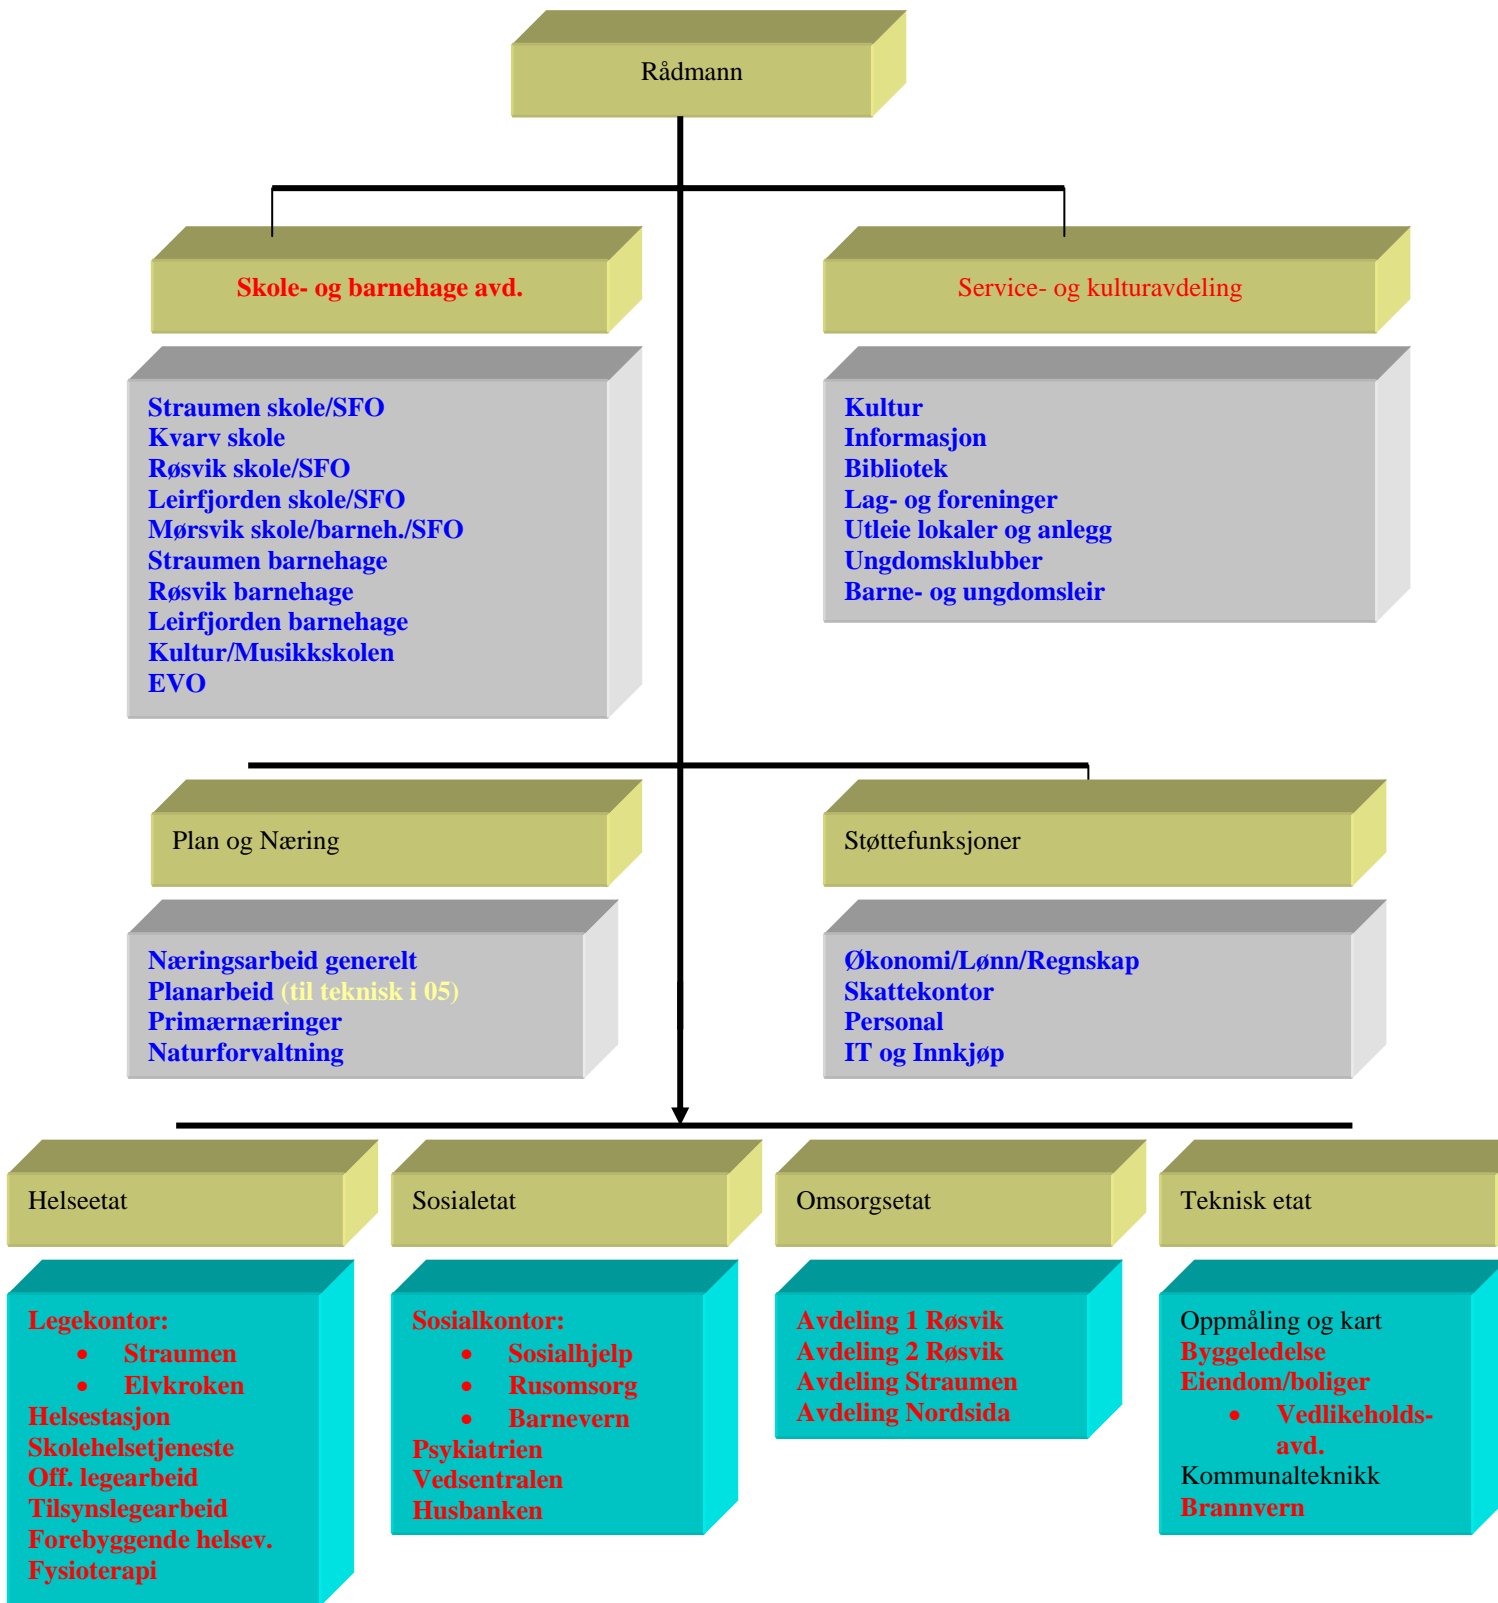 Rådmann
Skole- og barnehage avd.
Service- og kulturavdeling
Straumen skole/SFO
Kvarv skole
Røsvik skole/SFO
Leirfjorden skole/SFO
Mørsvik skole/barneh./SFO
Straumen barnehage
Røsvik barnehage
Leirfjorden barnehage
Kultur/Musikkskolen
EVO
Kultur
Informasjon
Bibliotek
Lag- og foreninger
Utleie lokaler og anlegg
Ungdomsklubber
Barne- og ungdomsleir
Plan og Næring
Støttefunksjoner
Næringsarbeid generelt
Planarbeid (til teknisk i 05)
Primærnæringer
Naturforvaltning
Økonomi/Lønn/Regnskap
Skattekontor
Personal
IT og Innkjøp
Helseetat
Sosialetat
Omsorgsetat
Teknisk etat
Legekontor:
• Straumen
• Elvkroken
Helsestasjon
Skolehelsetjeneste
Off. legearbeid
Tilsynslegearbeid
Forebyggende helsev.
Fysioterapi
Sosialkontor:
• Sosialhjelp
• Rusomsorg
• Barnevern
Psykiatrien
Vedsentralen
Husbanken
Avdeling 1 Røsvik
Avdeling 2 Røsvik
Avdeling Straumen
Avdeling Nordsida
Oppmåling og kart
Byggeledelse
Eiendom/boliger
• Vedlikeholds-
avd.
Kommunalteknikk
Brannvern